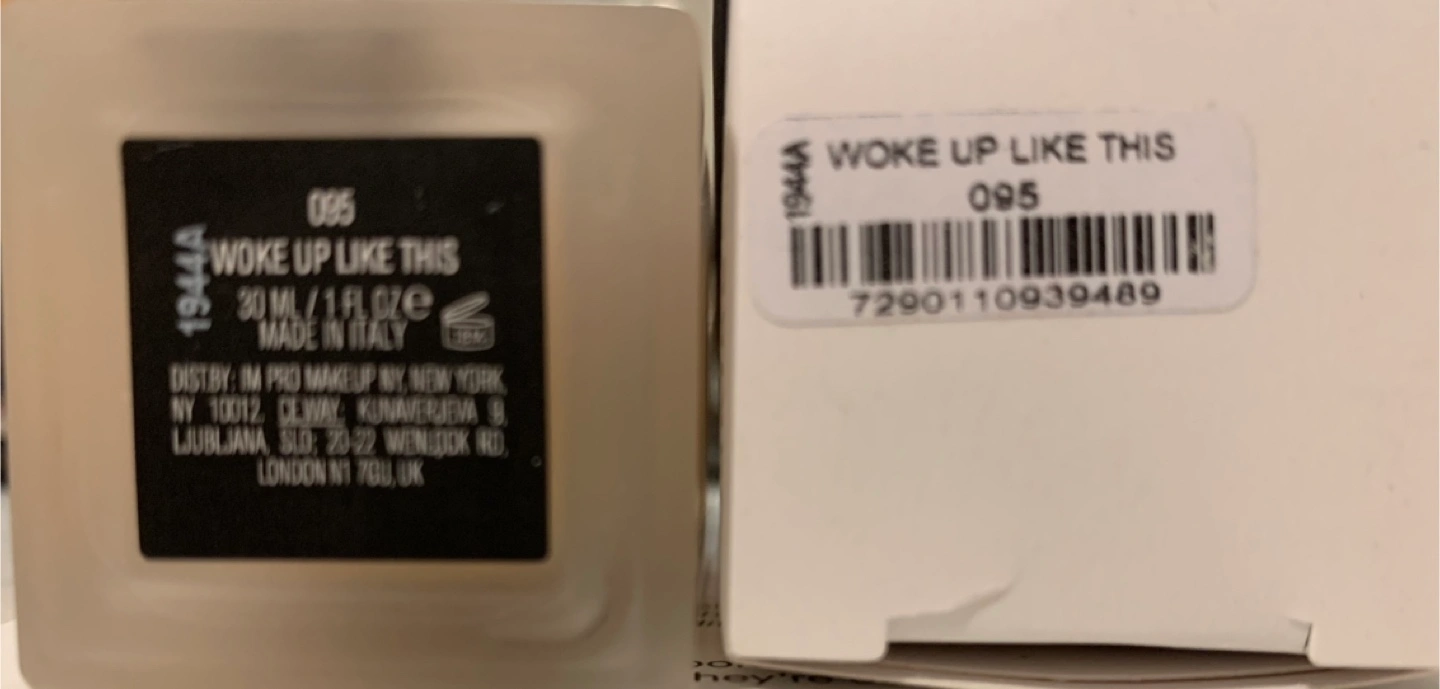 095
WOKE UP LIKE THIS
1944A
30 ML / 1 FL OZ e
MADE IN ITALY
DIST.BY: IM PRO MAKEUP NY, NEW YORK,
NY 10012. CEWAY: KUNAVERJEVA 9,
LJUBLJANA, SLO; 20-22 WENLOCK RD,
LONDON N1 7GU, UK
1944A
WOKE UP LIKE THIS
095
7290110939489